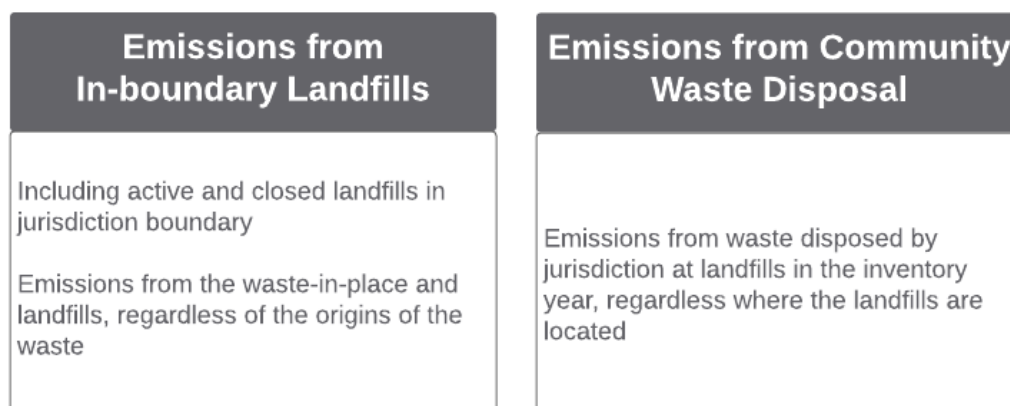 Emissions from
In-boundary Landfills
Including active and closed landfills in
jurisdiction boundary
Emissions from the waste-in-place and
landfills, regardless of the origins of the
waste
Emissions from Community
Waste Disposal
Emissions from waste disposed by
jurisdiction at landfills in the inventory
year, regardless where the landfills are
located